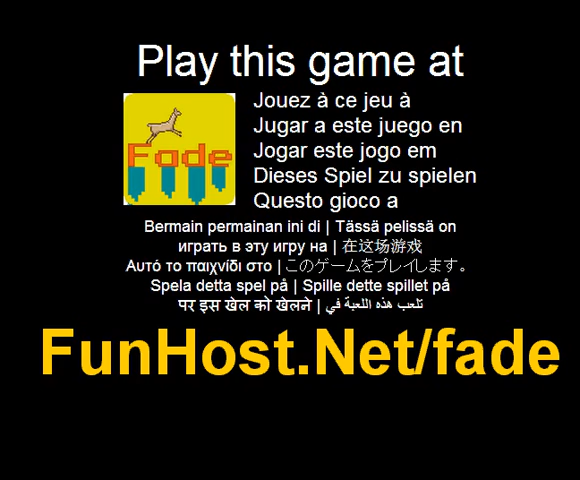 Play this game at
Fade
Jouez à ce jeu à
Jugar a este juego en
Jogar este jogo em
Dieses Spiel zu spielen
Questo gioco a
Bermain permainan ini di | Tässä pelissä on
играть в эту игру на | 在这场游戏
Αυτό το παιχνίδι στο | このゲームをプレイします。
Spela detta spel på | Spille dette spillet på
पर इस खेल को खेलने | تلعب هذه اللعبة في
FunHost.Net/fade